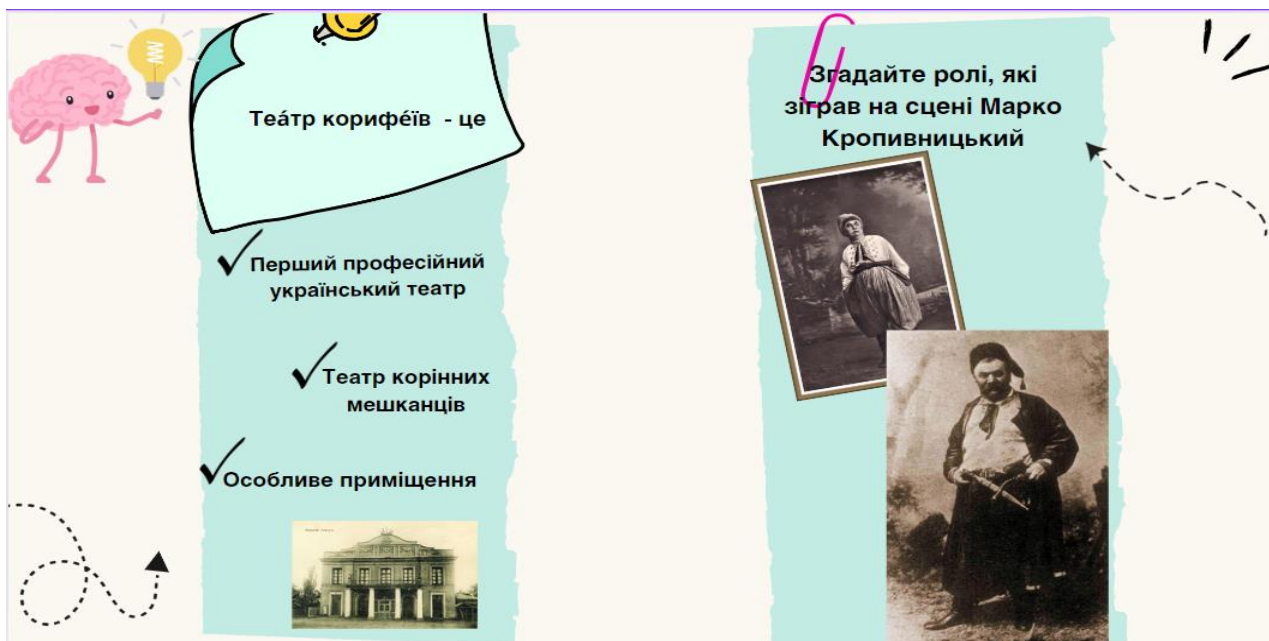 Теа́тр корифе́їв - це
Перший професійний
український театр
Театр корінних
мешканців
Особливе приміщення
Згадайте ролі, які
зіграв на сцені Марко
Кропивницький